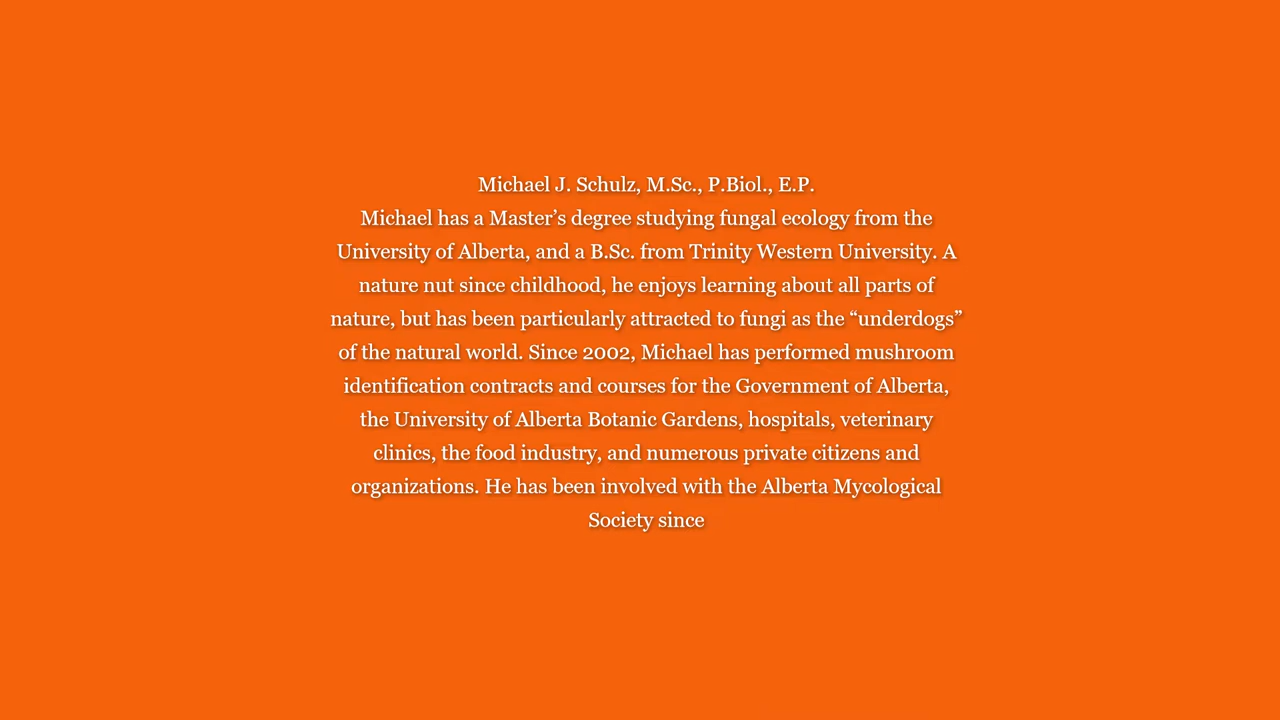 Michael J. Schulz, M.Sc., P.Biol., E.P.
Michael has a Master’s degree studying fungal ecology from the
University of Alberta, and a B.Sc. from Trinity Western University. A
nature nut since childhood, he enjoys learning about all parts of
nature, but has been particularly attracted to fungi as the “underdogs”
of the natural world. Since 2002, Michael has performed mushroom
identification contracts and courses for the Government of Alberta,
the University of Alberta Botanic Gardens, hospitals, veterinary
clinics, the food industry, and numerous private citizens and
organizations. He has been involved with the Alberta Mycological
Society since